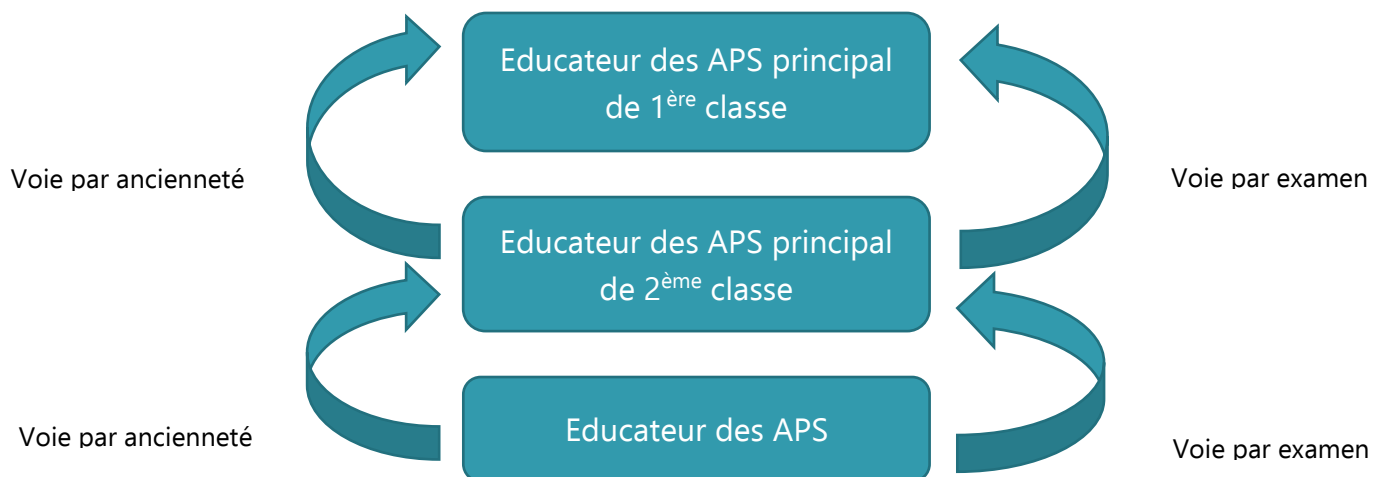 Educateur des APS principal
de 1ère classe
Voie par ancienneté
Voie par examen
Educateur des APS principal
de 2ème classe
Voie par ancienneté
Educateur des APS
Voie par examen